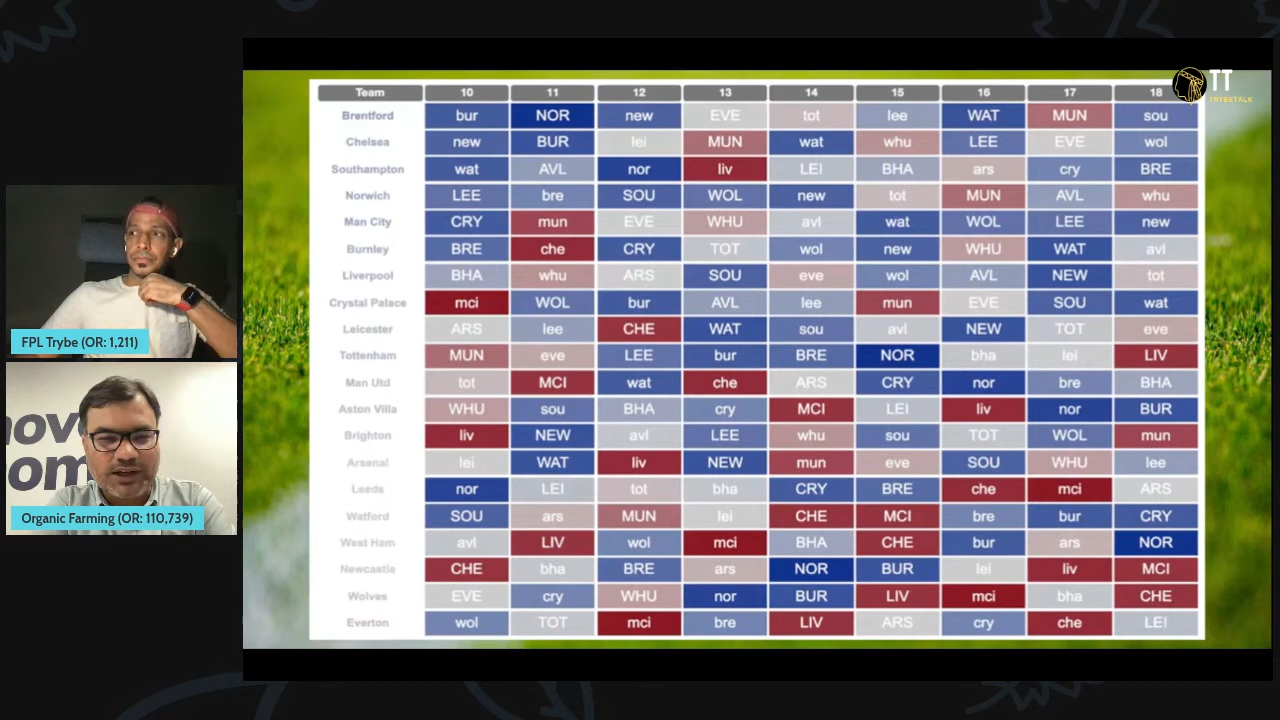 TT
TRYBETALK
Team 10 11 12 13 14 15 16 17 18
Brentford bur NOR new EVE tot lee WAT MUN sou
Chelsea new BUR lei MUN wat whu LEE EVE wol
Southampton wat AVL nor liv LEI BHA ars cry BRE
Norwich LEE bre SOU WOL new tot MUN AVL whu
Man City CRY mun EVE WHU avl wat WOL LEE new
Burnley BRE che CRY TOT wol new WHU WAT avl
Liverpool BHA whu ARS SOU eve wol AVL NEW tot
Crystal Palace mci WOL bur AVL lee mun EVE SOU wat
Leicester ARS lee CHE WAT sou avl NEW TOT eve
Tottenham MUN eve LEE bur BRE NOR bha lei LIV
Man Utd tot MCI wat che ARS CRY nor bre BHA
Aston Villa WHU sou BHA cry MCI LEI liv nor BUR
Brighton liv NEW avl LEE whu sou TOT WOL mun
Arsenal lei WAT liv NEW mun eve SOU WHU lee
Leeds nor LEI tot bha CRY BRE che mci ARS
Watford SOU ars MUN lei CHE MCI bre bur CRY
West Ham avl LIV wol mci BHA CHE bur ars NOR
Newcastle CHE bha BRE ars NOR BUR lei liv MCI
Wolves EVE cry WHU nor BUR LIV mci bha CHE
Everton wol TOT mci bre LIV ARS cry che LEI
FPL Trybe (OR: 1,211)
Organic Farming (OR: 110,739)